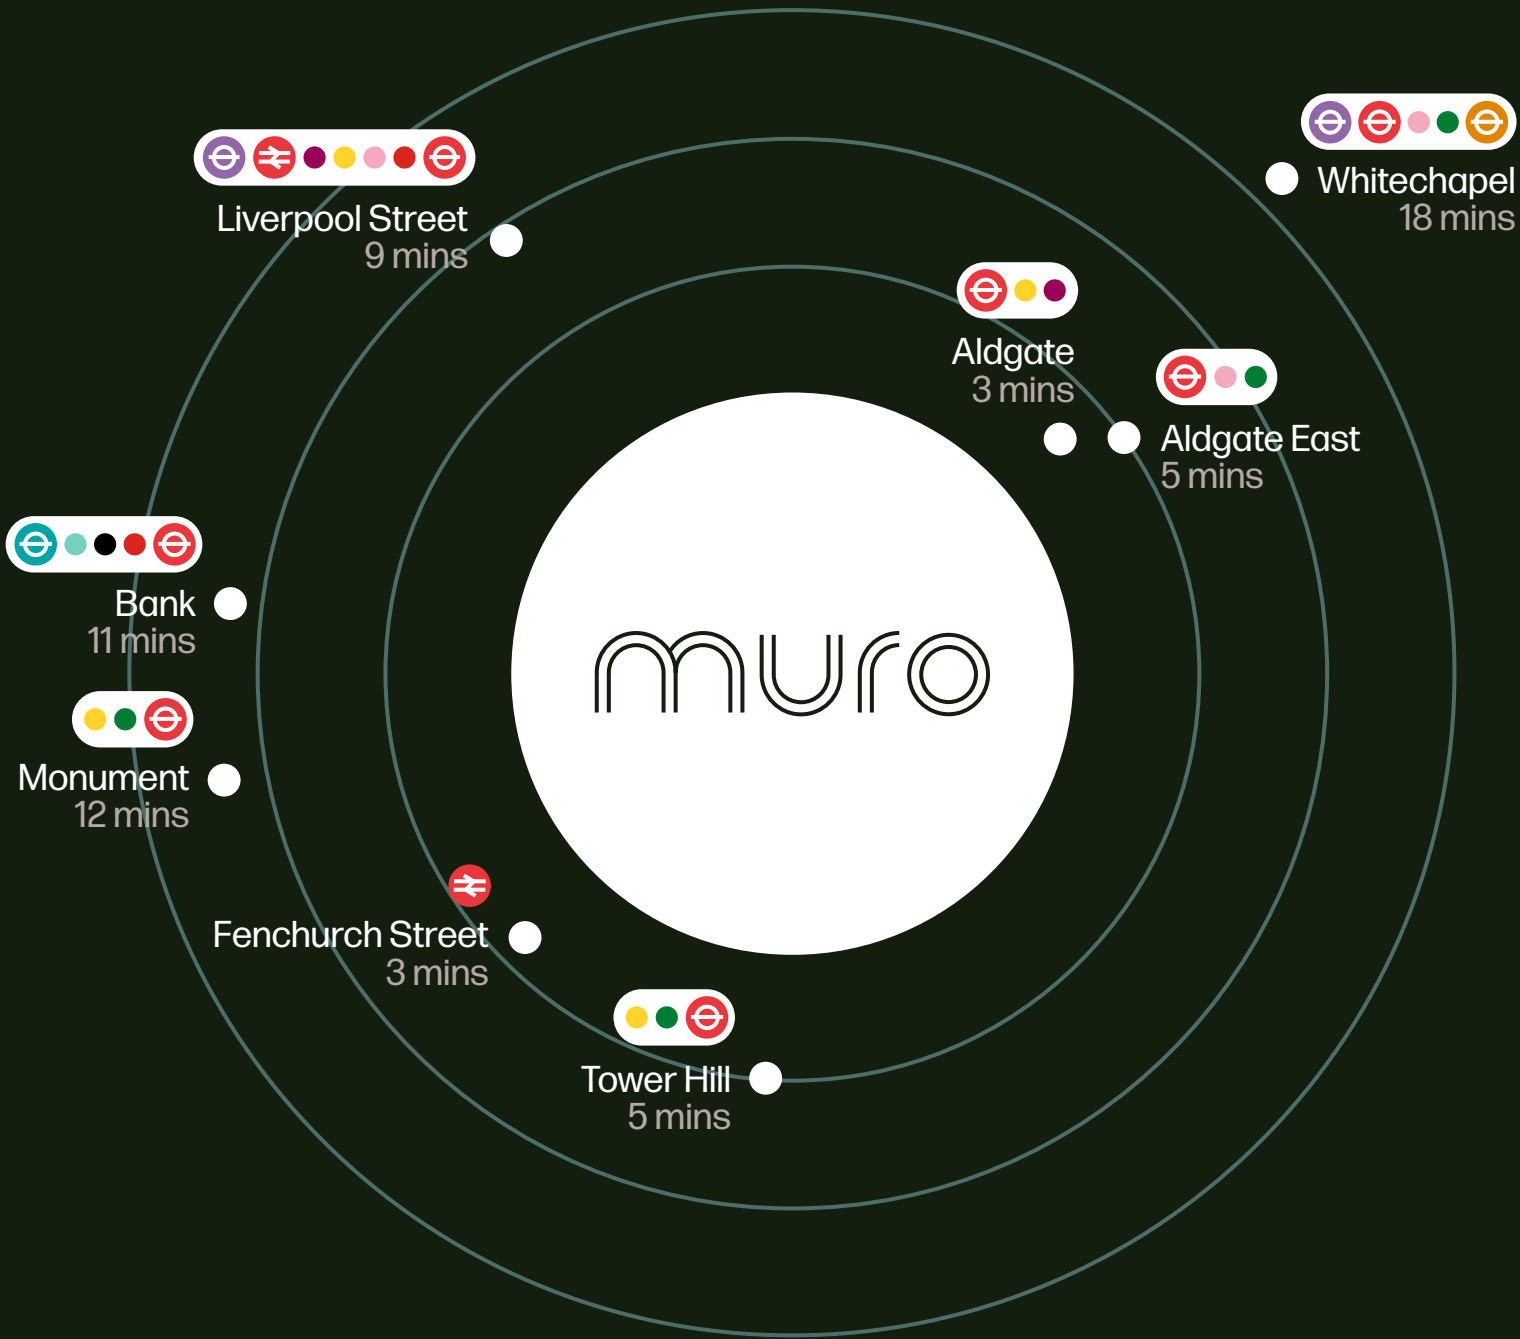 Whitechapel
18 mins
Liverpool Street
9 mins
Aldgate
3 mins
Aldgate East
5 mins
Bank
11 mins
muro
Monument
12 mins
Fenchurch Street
3 mins
Tower Hill
5 mins